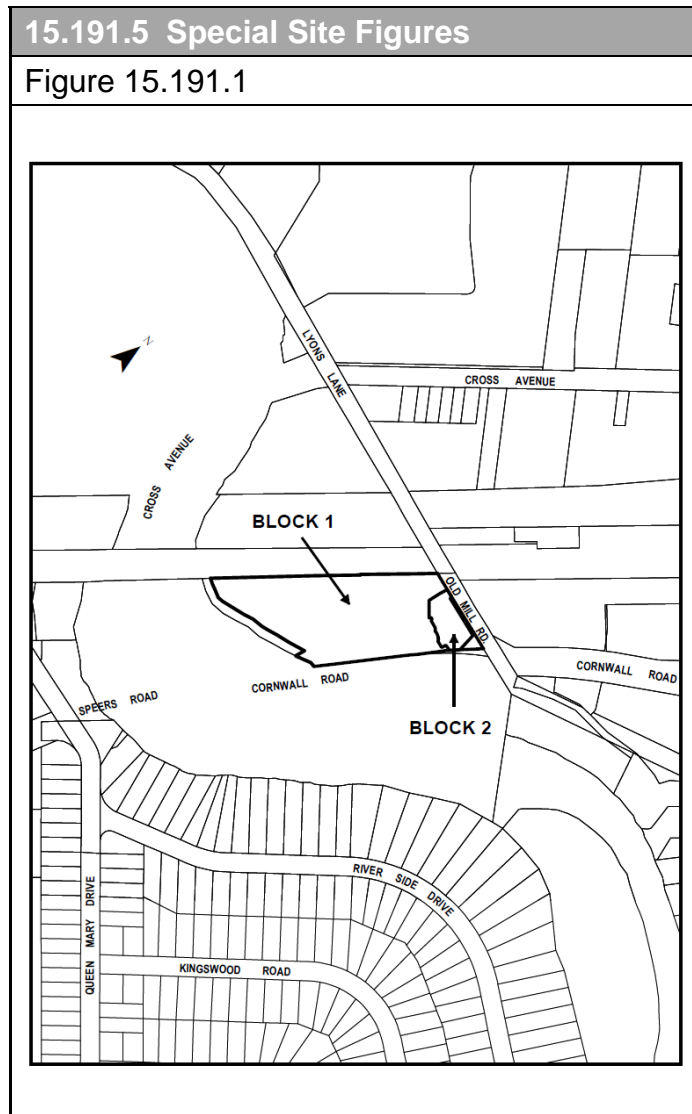 15.191.5 Special Site Figures
Figure 15.191.1
N
LYONS LANE
CROSS AVENUE
CROSS AVENUE
BLOCK 1
OLD MILL RD.
CORNWALL ROAD
CORNWALL ROAD
SPEERS ROAD
BLOCK 2
RIVER SIDE DRIVE
QUEEN MARY DRIVE
KINGSWOOD ROAD